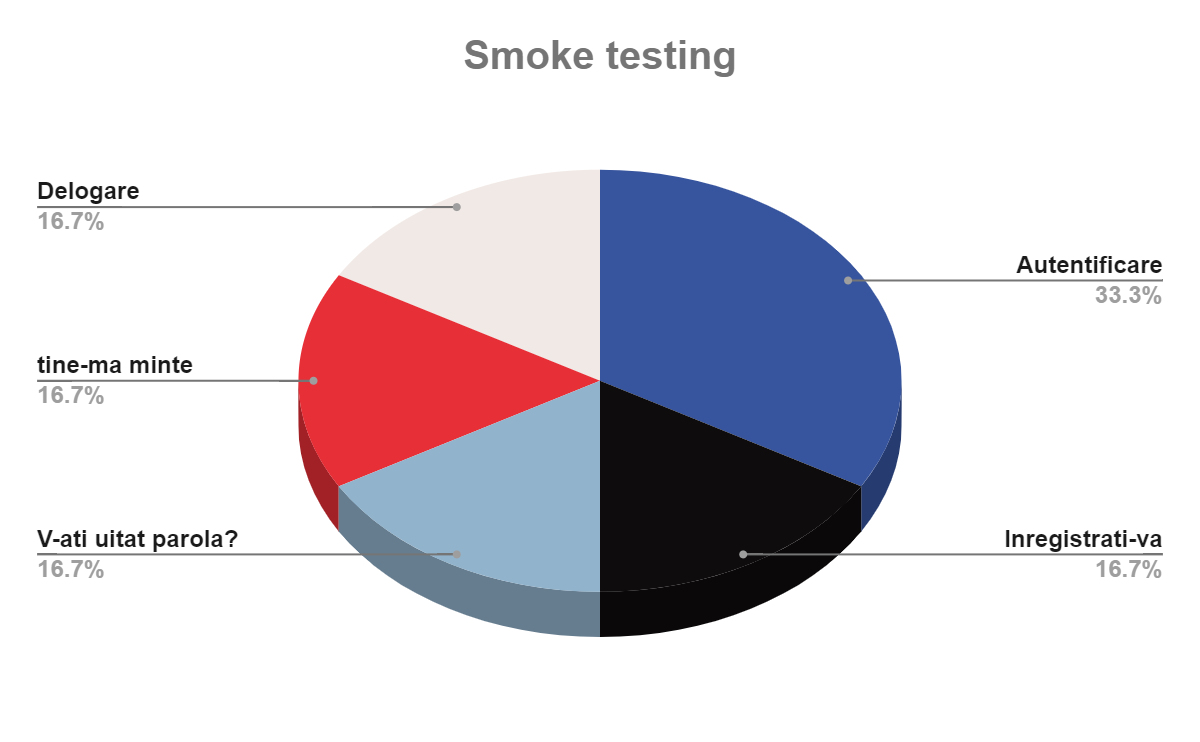 Smoke testing
Delogare
16.7%
Autentificare
33.3%
tine-ma minte
16.7%
V-ati uitat parola?
16.7%
Inregistrati-va
16.7%